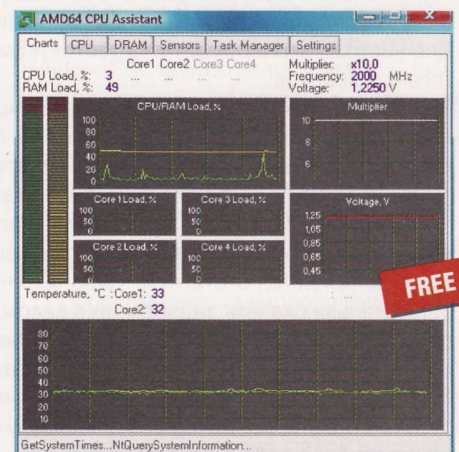 AMD64 CPU Assistant
Charts CPU DRAM Sensors Task Manager Settings
Core1 Core2 Core3 Core4
CPU Load, %: 3 ... ... ... ...
RAM Load, %: 49
Multiplier: x10,0
Frequency: 2000 MHz
Voltage: 1,2250 V
CPU/RAM Load, %
100
80
60
40
20
0
Multiplier
10
8
6
Core 1 Load, %
100
50
0
Core 3 Load, %
100
50
0
Core 2 Load, %
100
50
0
Core 4 Load, %
100
50
0
Voltage, V
1,25
1,05
0,85
0,65
0,45
FREE
Temperature, °C : Core1: 33
Core2: 32
: ...
80
70
60
50
40
30
20
10
GetSystemTimes...NtQuerySystemInformation...